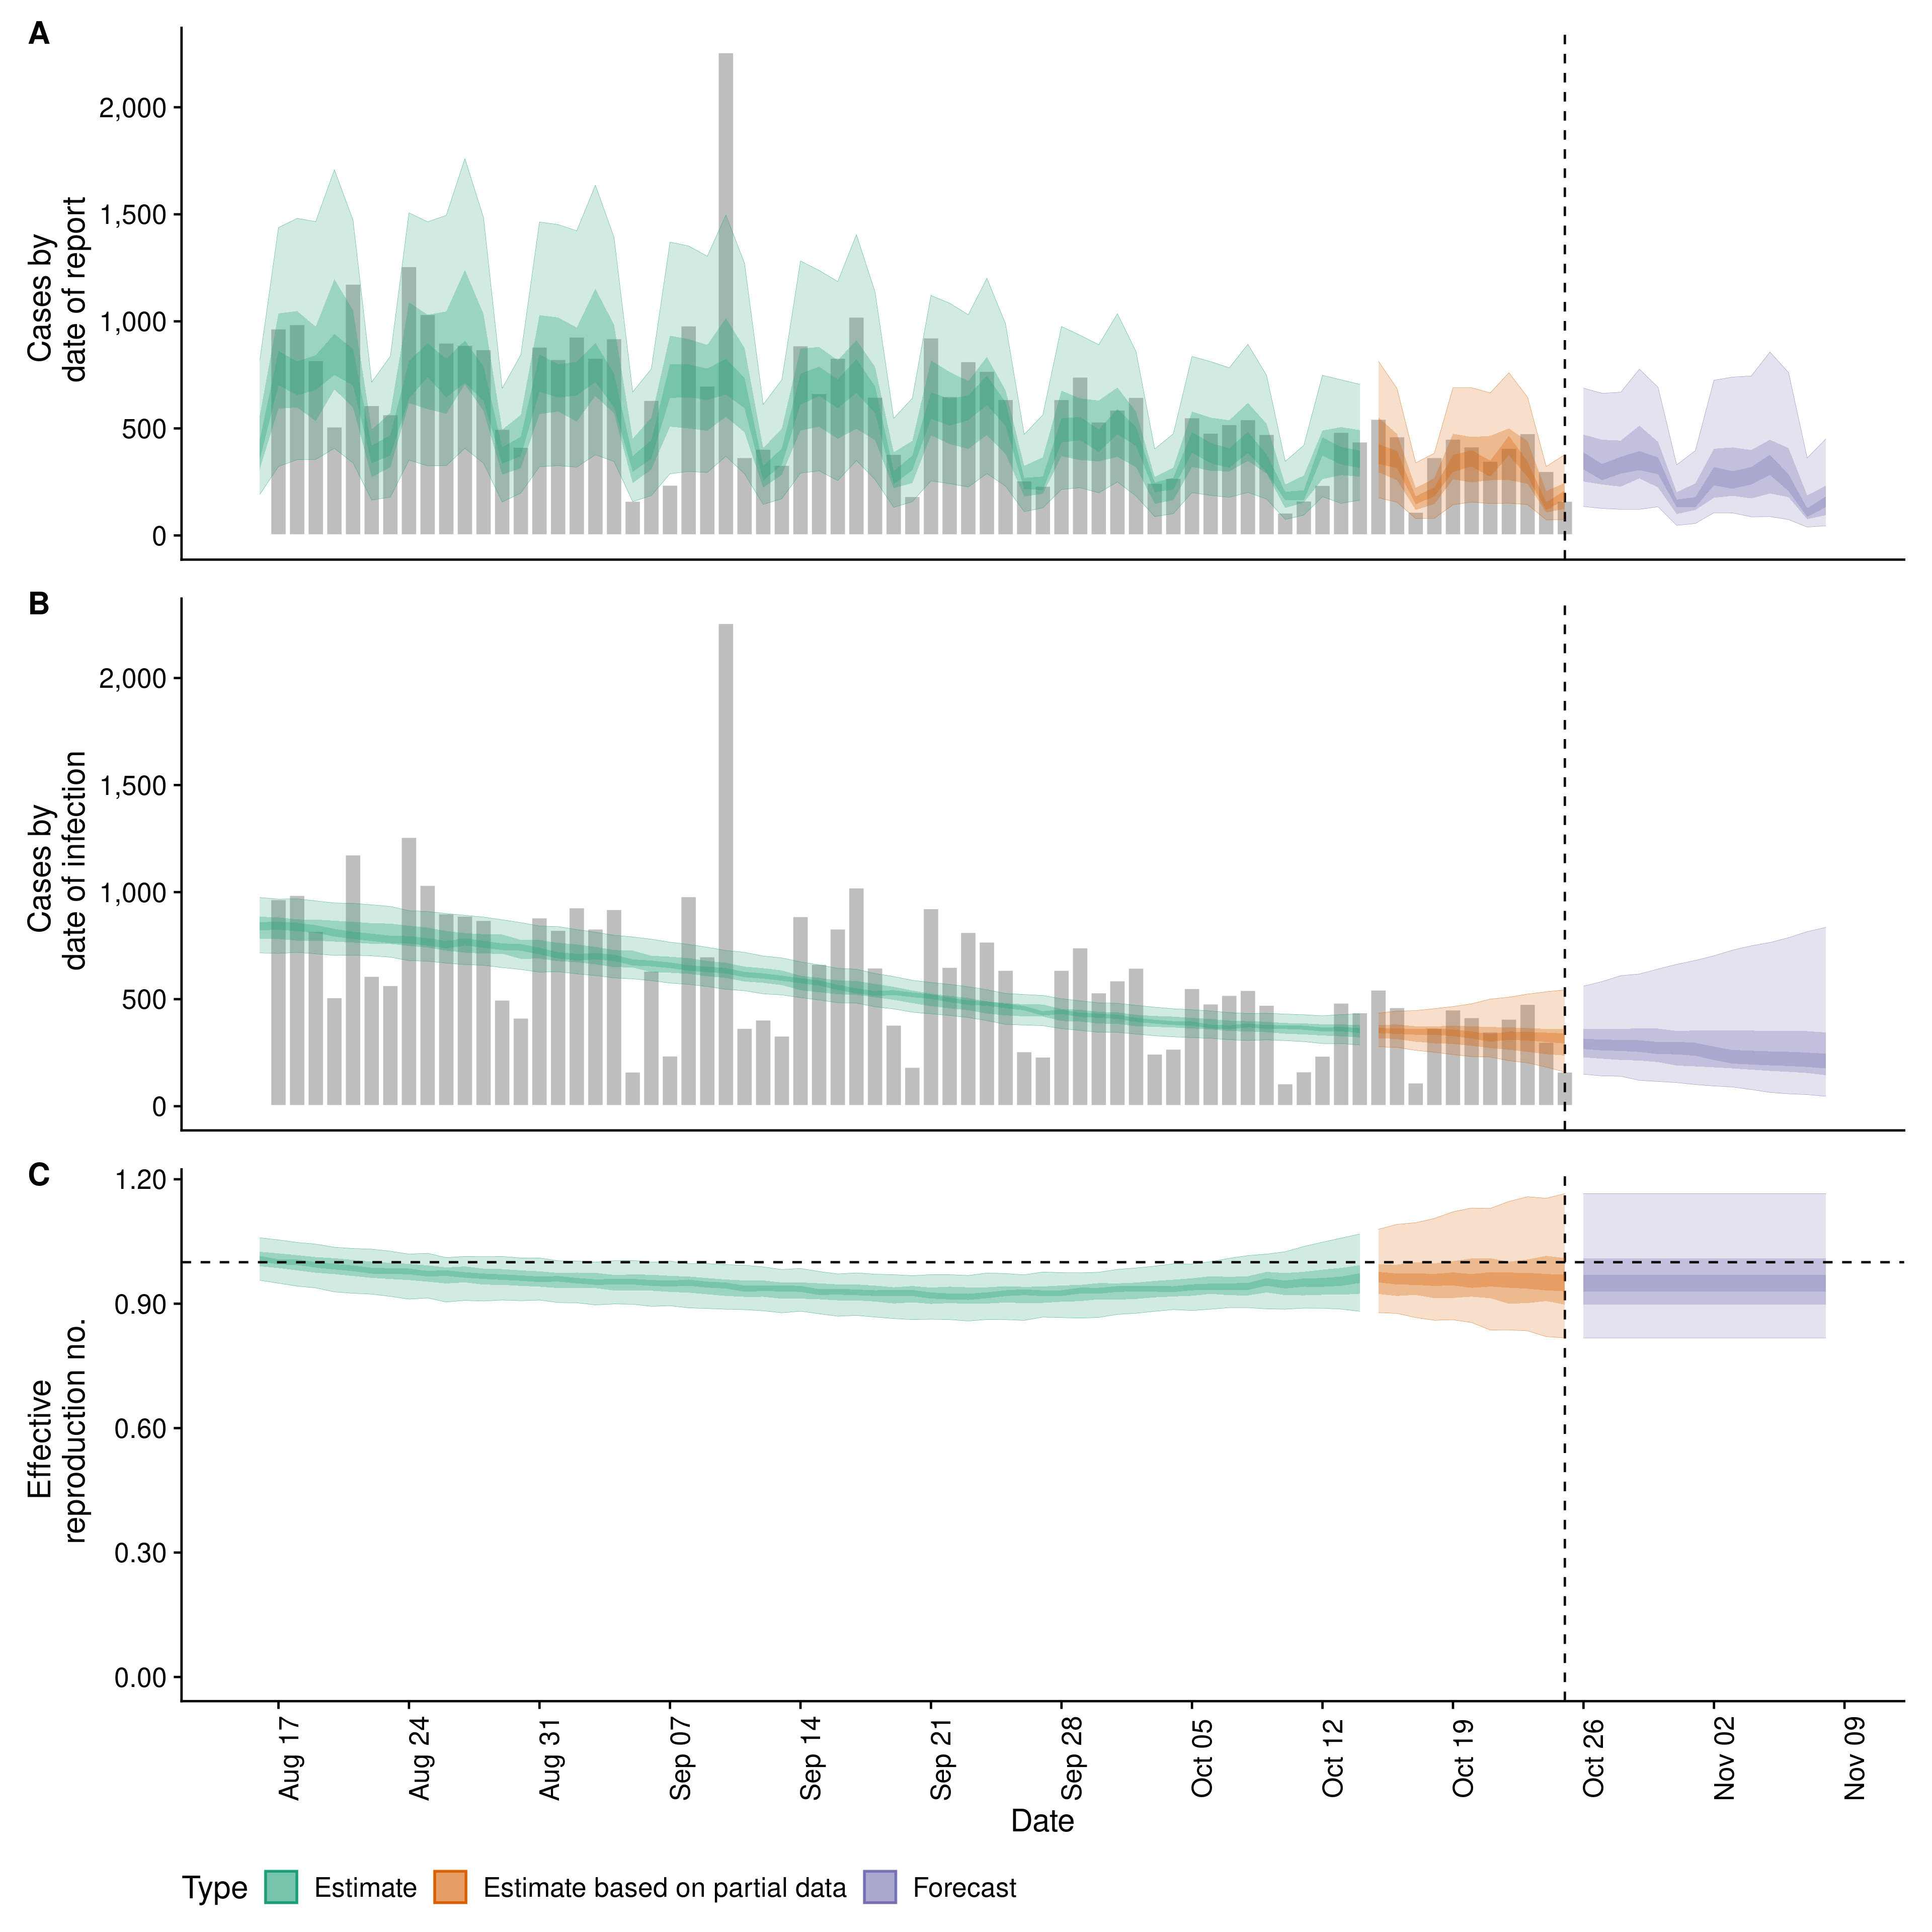 A
Cases by
date of report
2,000
1,500
1,000
500
0
B
Cases by
date of infection
2,000
1,500
1,000
500
0
C
Effective
reproduction no.
1.20
0.90
0.60
0.30
0.00
Aug 17
Aug 24
Aug 31
Sep 07
Sep 14
Sep 21
Sep 28
Oct 05
Oct 12
Oct 19
Oct 26
Nov 02
Nov 09
Date
Type Estimate Estimate based on partial data Forecast